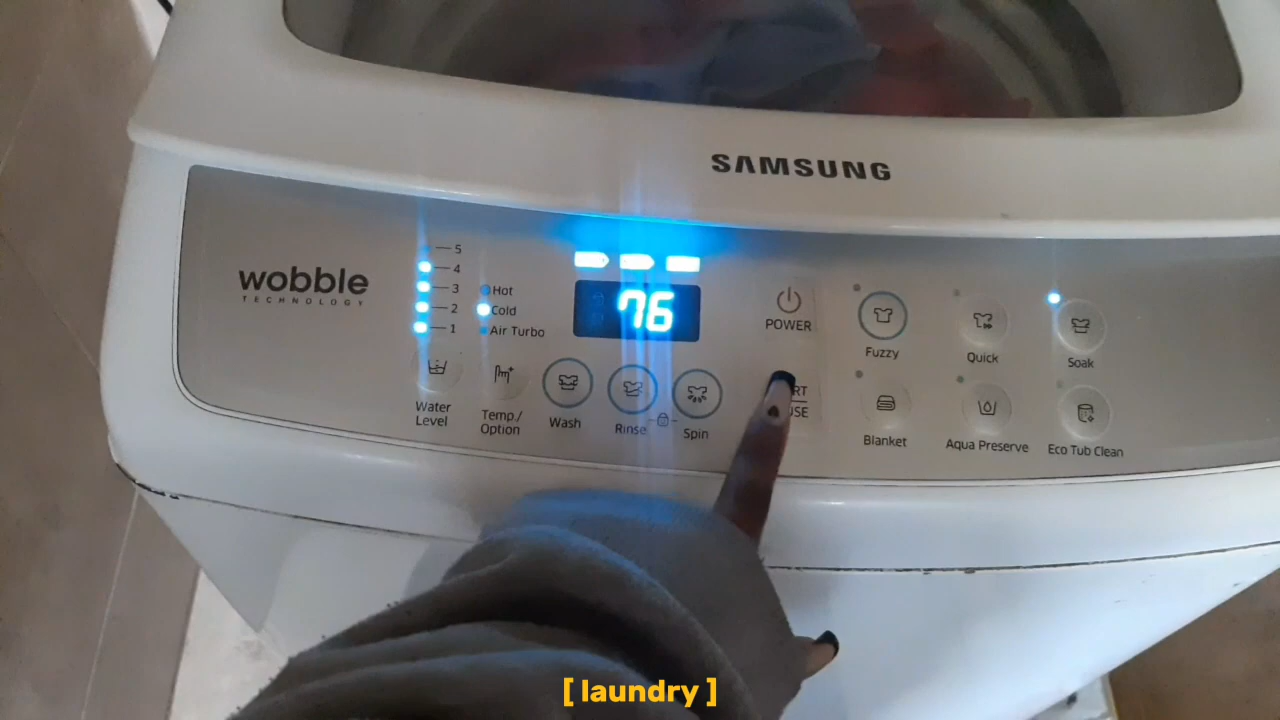 SAMSUNG
wobble
TECHNOLOGY
5
4
3
2
1
Hot
Cold
Air Turbo
76
POWER
Fuzzy
Quick
Soak
Water
Level
Temp./
Option
Wash
Rinse
Spin
Blanket
Aqua Preserve
Eco Tub Clean
[ laundry ]